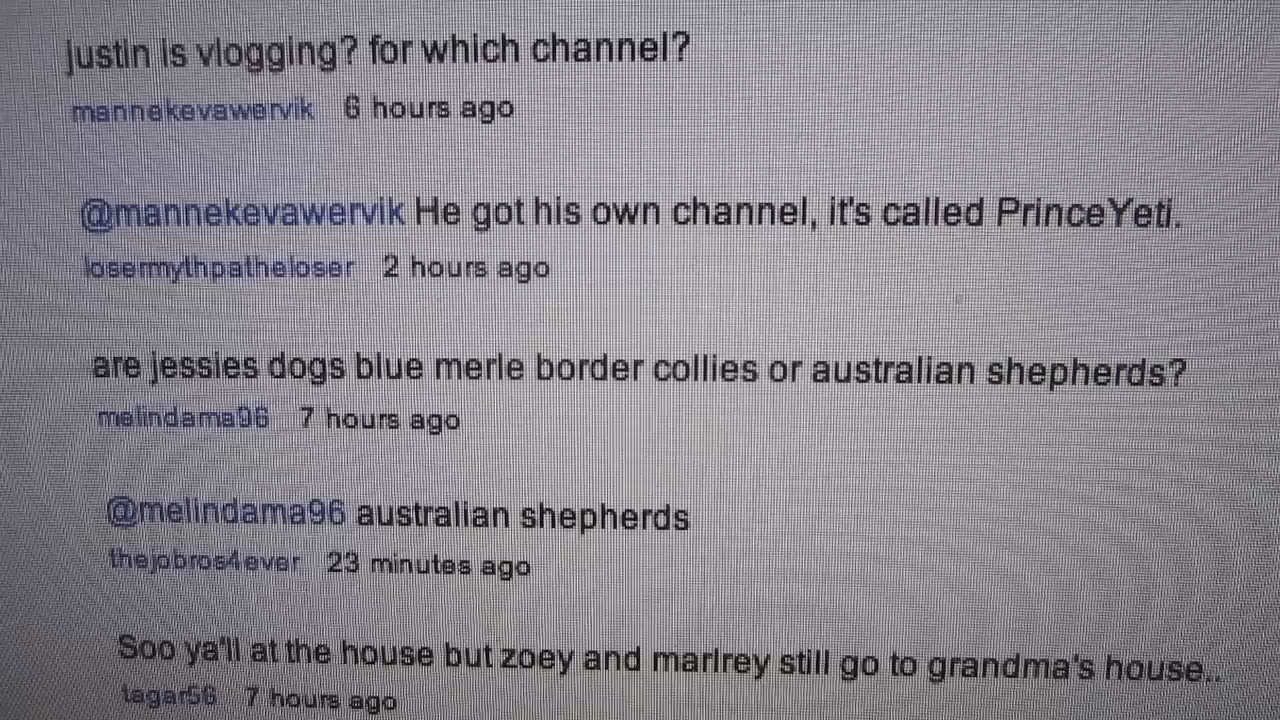 justin is vlogging? for which channel?
mannekevawervik 6 hours ago
@mannekevawervik He got his own channel, it's called PrinceYeti.
losermythpatheloser 2 hours ago
are jessies dogs blue merle border collies or australian shepherds?
melindama96 7 hours ago
@melindama96 australian shepherds
thejobros4ever 23 minutes ago
Soo ya'll at the house but zoey and marlrey still go to grandma's house..
tagar56 7 hours ago